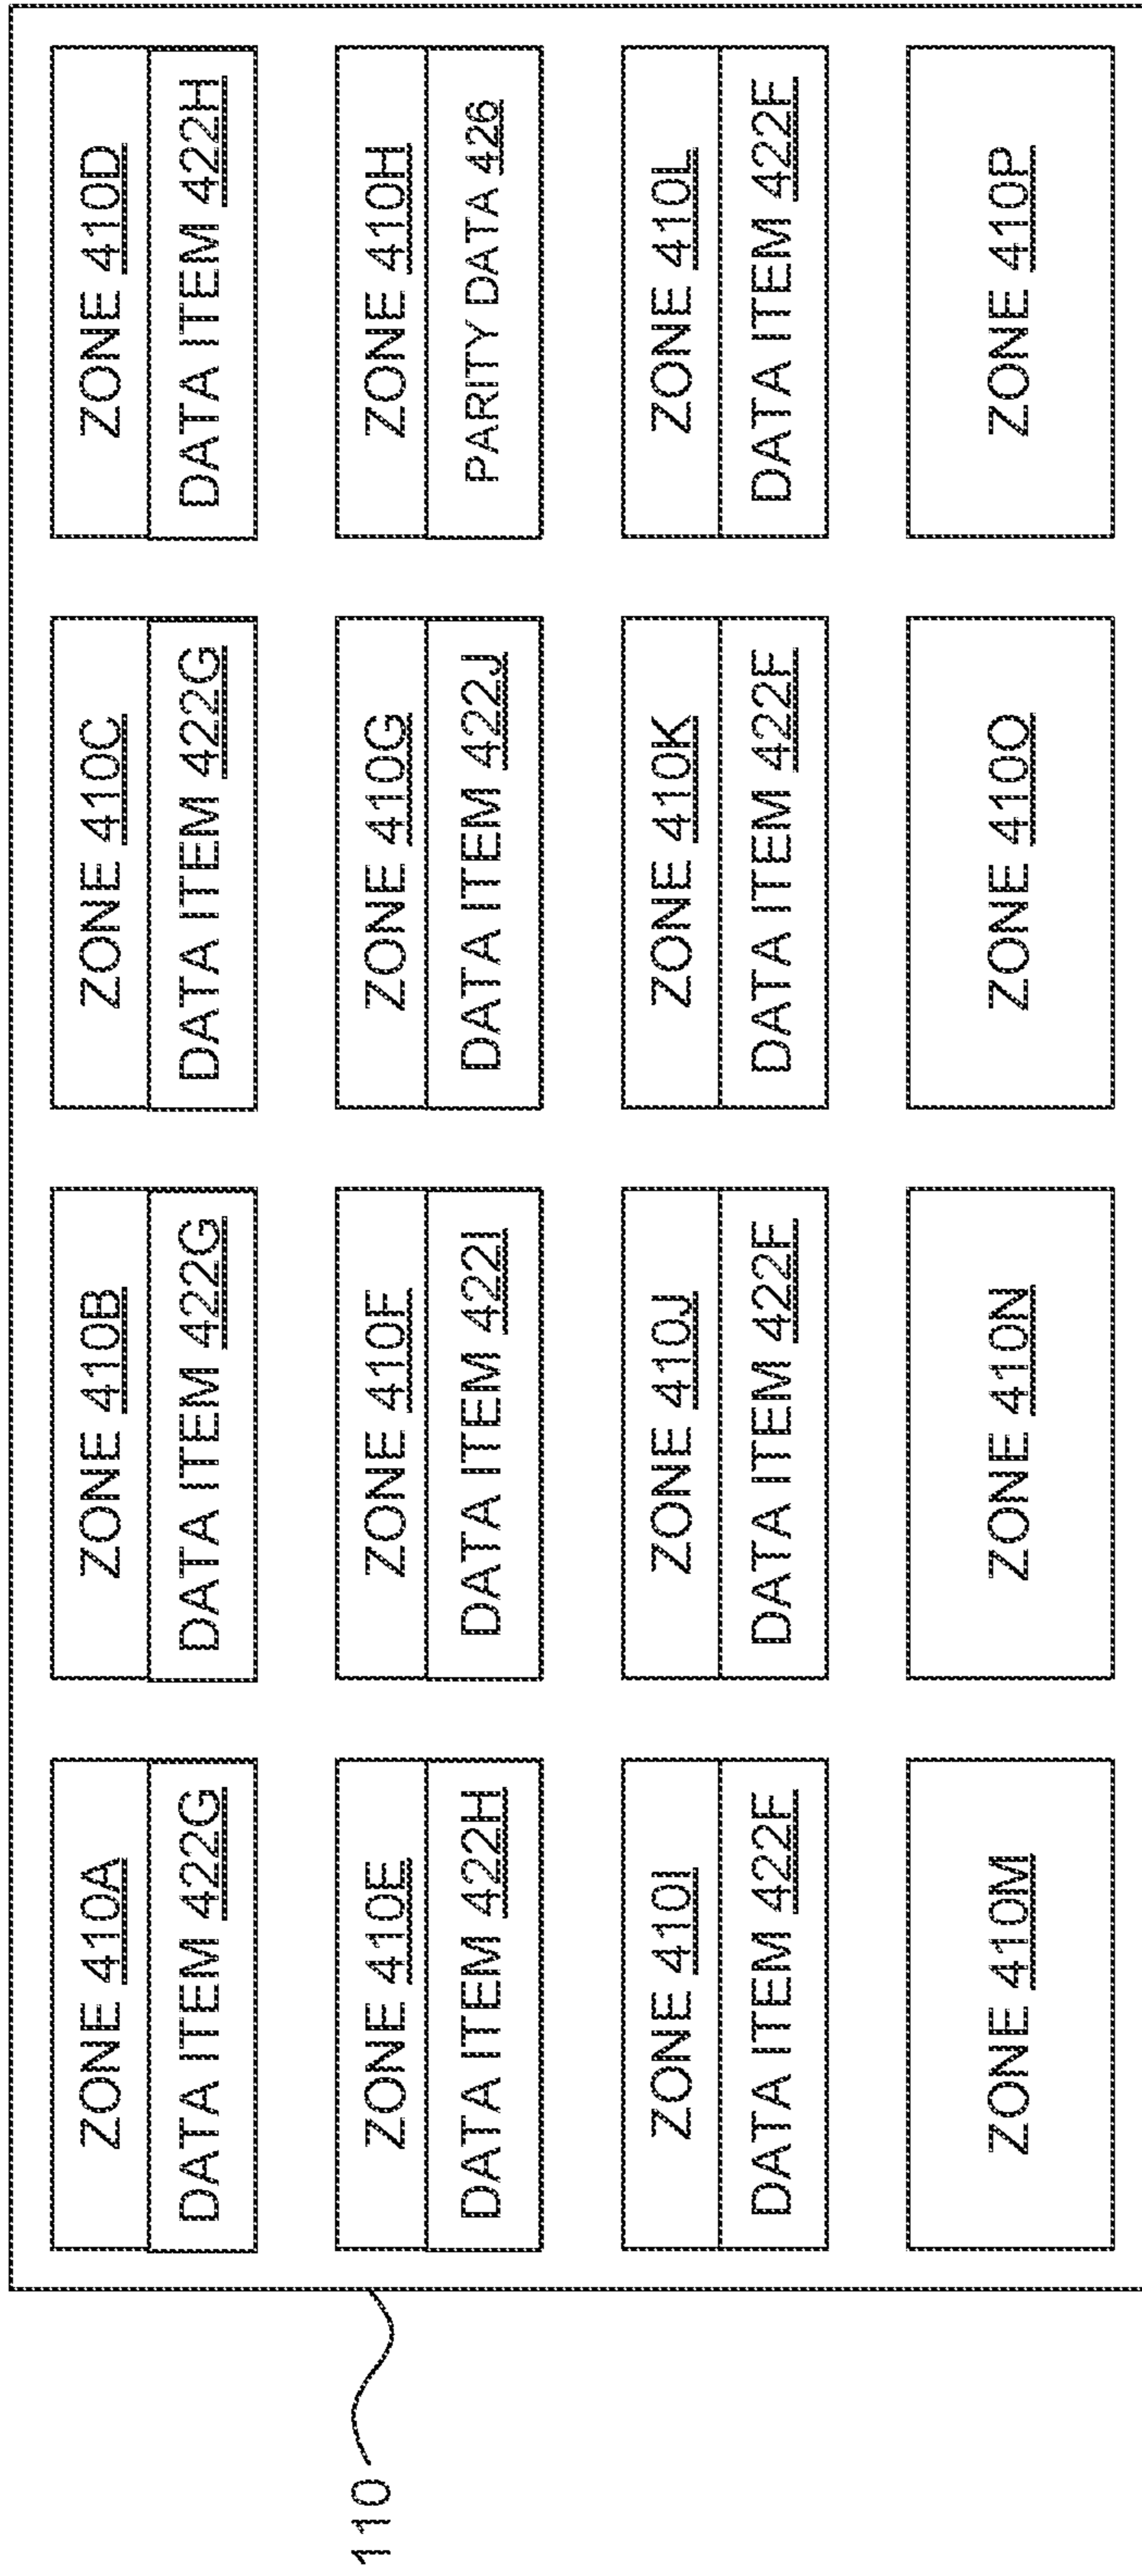 110
ZONE 410A
DATA ITEM 422G
ZONE 410B
DATA ITEM 422G
ZONE 410C
DATA ITEM 422G
ZONE 410D
DATA ITEM 422H
ZONE 410E
DATA ITEM 422H
ZONE 410F
DATA ITEM 422I
ZONE 410G
DATA ITEM 422J
ZONE 410H
PARITY DATA 426
ZONE 410I
DATA ITEM 422F
ZONE 410J
DATA ITEM 422F
ZONE 410K
DATA ITEM 422F
ZONE 410L
DATA ITEM 422F
ZONE 410M
ZONE 410N
ZONE 410O
ZONE 410P